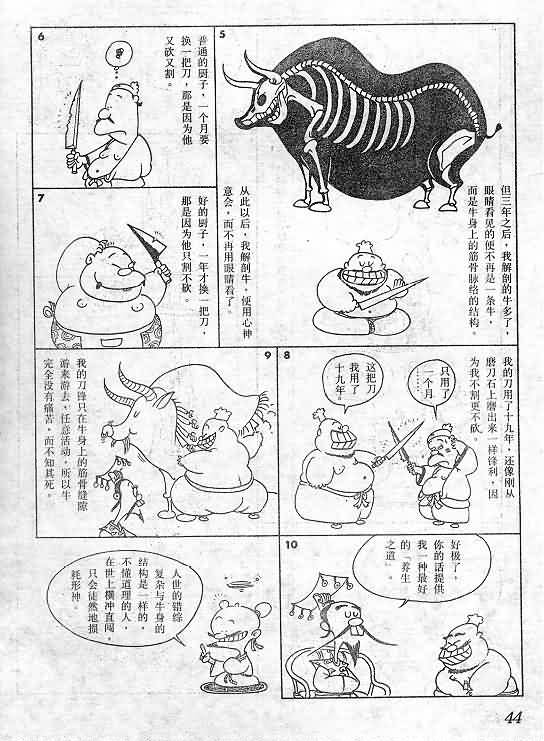 5
但三年之后，我解剖的牛多了，
眼睛看见的便不再是一条牛，
而是牛身上的筋骨脉络的结构。
从此以后，我解剖牛，便用心神
意会，而不再用眼睛看了。
6
普通的厨子，一个月要
换一把刀，那是因为他
又砍又割。
7
好的厨子，一年才换一把刀，
那是因为他只割不砍。
8
我的刀用了十九年，还像刚从
磨刀石上磨出来一样锋利，因
为我不割更不砍。
只用了
一个月
……
这把刀
我用了
十九年。
9
我的刀锋只在牛身上的筋骨缝隙
游来游去，任意活动，所以牛
完全没有痛苦，而不知其死。
10
好极了，
你的话提供
我一种最好
的「养生
之道」。
人世的错综
复杂与牛身的
结构是一样的，
不懂道理的人，
在世上横冲直闯。
只会徒然地损
耗形神。
44